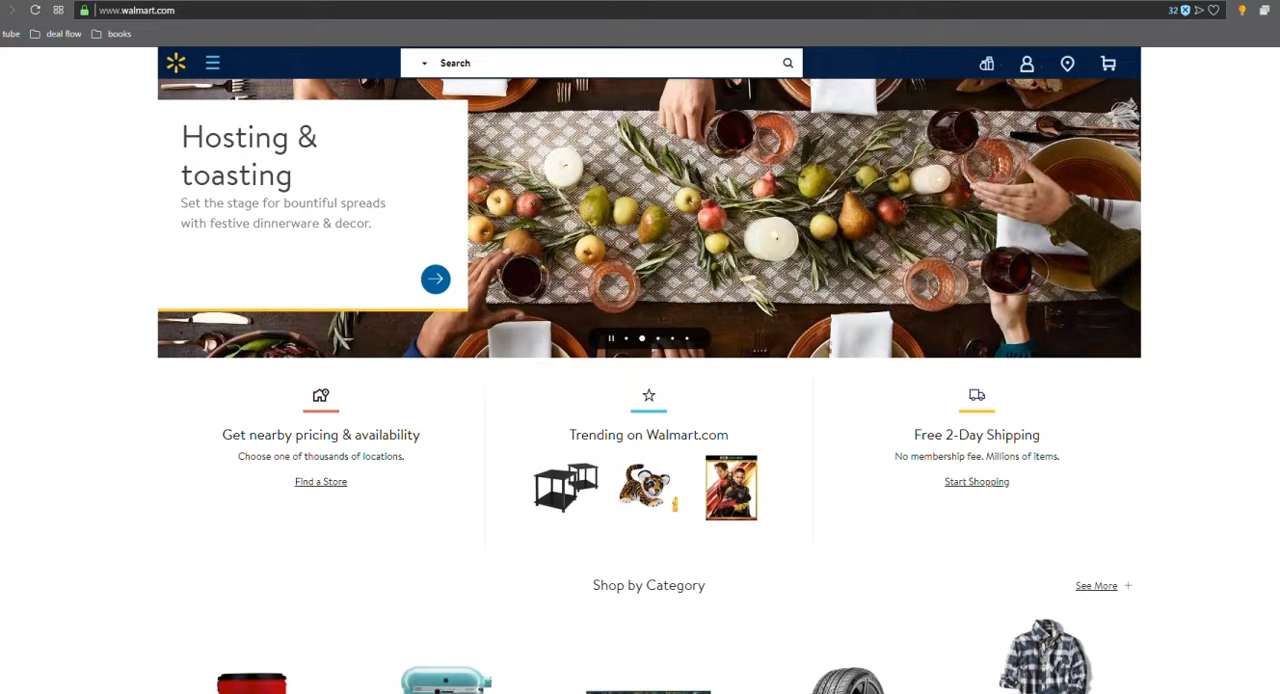 www.walmart.com
32
tube
deal flow
books
Search
Hosting &
toasting
Set the stage for bountiful spreads
with festive dinnerware & decor.
Get nearby pricing & availability
Choose one of thousands of locations.
Find a Store
Trending on Walmart.com
Free 2-Day Shipping
No membership fee. Millions of items.
Start Shopping
Shop by Category
See More +